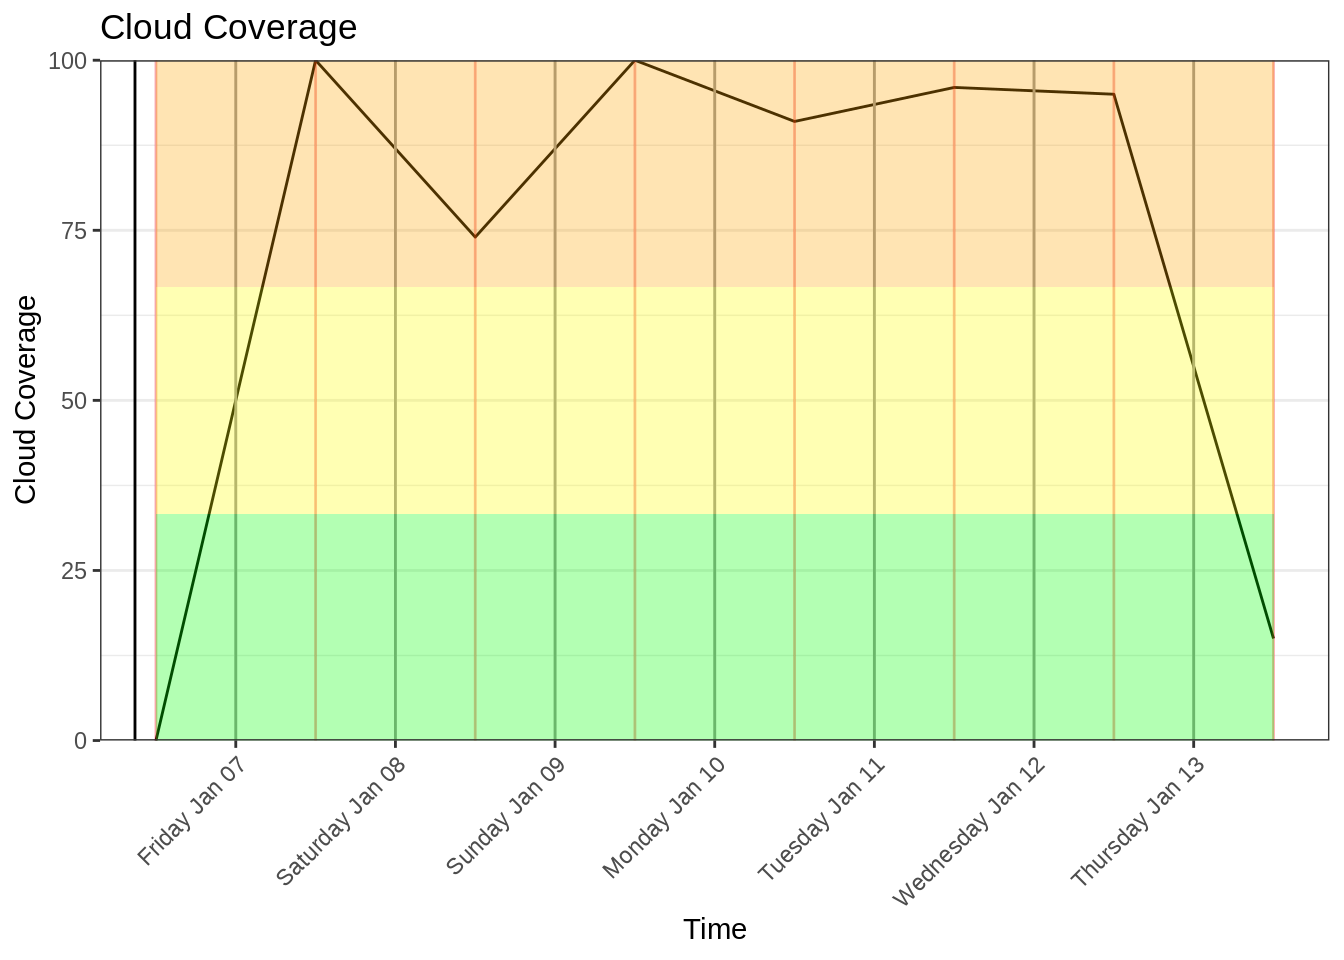 Cloud Coverage
Cloud Coverage
100
75
50
25
0
Friday Jan 07
Saturday Jan 08
Sunday Jan 09
Monday Jan 10
Tuesday Jan 11
Wednesday Jan 12
Thursday Jan 13
Time